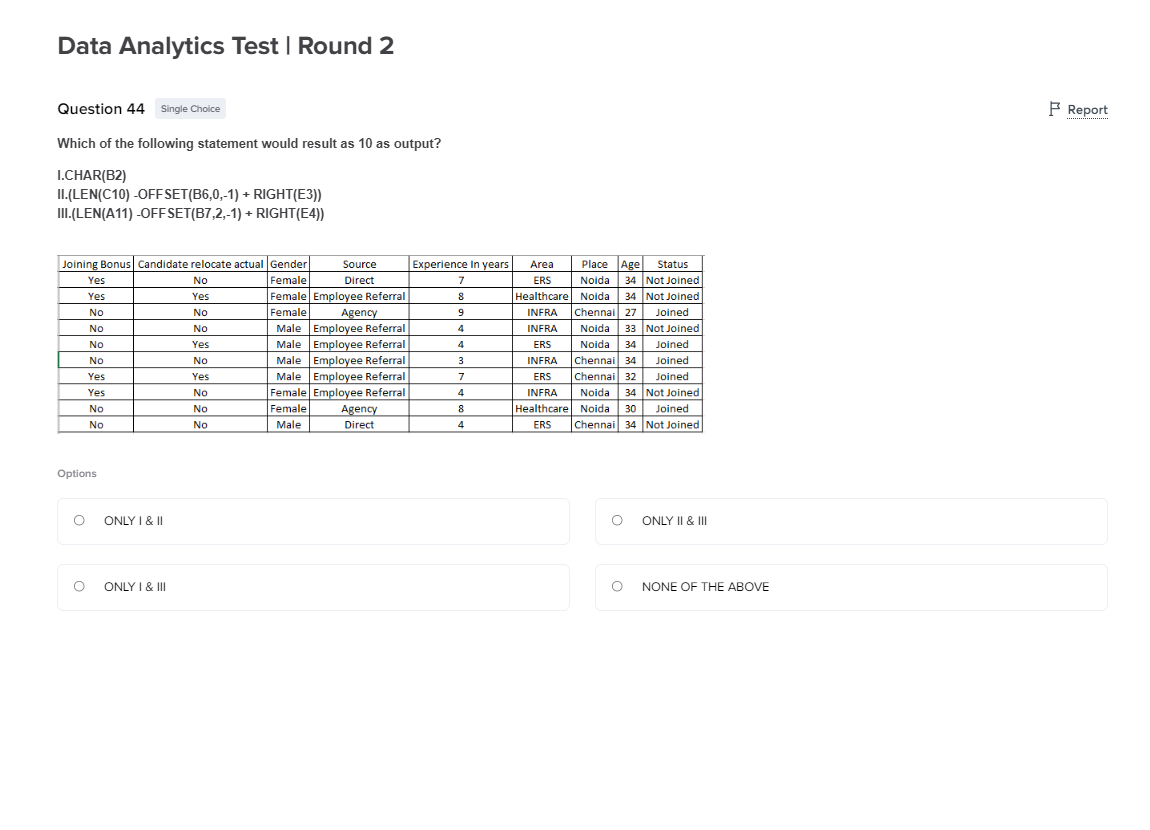 Data Analytics Test | Round 2
Question 44 Single Choice Report
Which of the following statement would result as 10 as output?
I.CHAR(B2)
II.(LEN(C10) -OFFSET(B6,0,-1) + RIGHT(E3))
III.(LEN(A11) -OFFSET(B7,2,-1) + RIGHT(E4))
Joining Bonus Candidate relocate actual Gender Source Experience In years Area Place Age Status
Yes No Female Direct 7 ERS Noida 34 Not Joined
Yes Yes Female Employee Referral 8 Healthcare Noida 34 Not Joined
No No Female Agency 9 INFRA Chennai 27 Joined
No No Male Employee Referral 4 INFRA Noida 33 Not Joined
No Yes Male Employee Referral 4 ERS Noida 34 Joined
No No Male Employee Referral 3 INFRA Chennai 34 Joined
Yes Yes Male Employee Referral 7 ERS Chennai 32 Joined
Yes No Female Employee Referral 4 INFRA Noida 34 Not Joined
No No Female Agency 8 Healthcare Noida 30 Joined
No No Male Direct 4 ERS Chennai 34 Not Joined
Options
ONLY I & II
ONLY II & III
ONLY I & III
NONE OF THE ABOVE